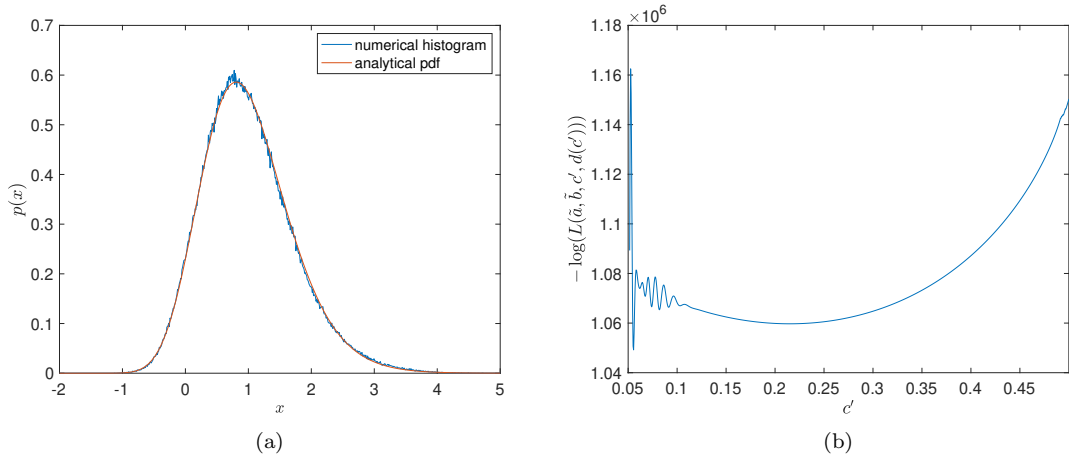 0.7
0.6
0.5
0.4
0.3
0.2
0.1
0
-2 -1 0 1 2 3 4 5
p(x)
x
numerical histogram
analytical pdf
(a)
×10⁶
1.18
1.16
1.14
1.12
1.1
1.08
1.06
1.04
0.05 0.1 0.15 0.2 0.25 0.3 0.35 0.4 0.45
− log(L(ã, b̃, c′, d(c′)))
c′
(b)